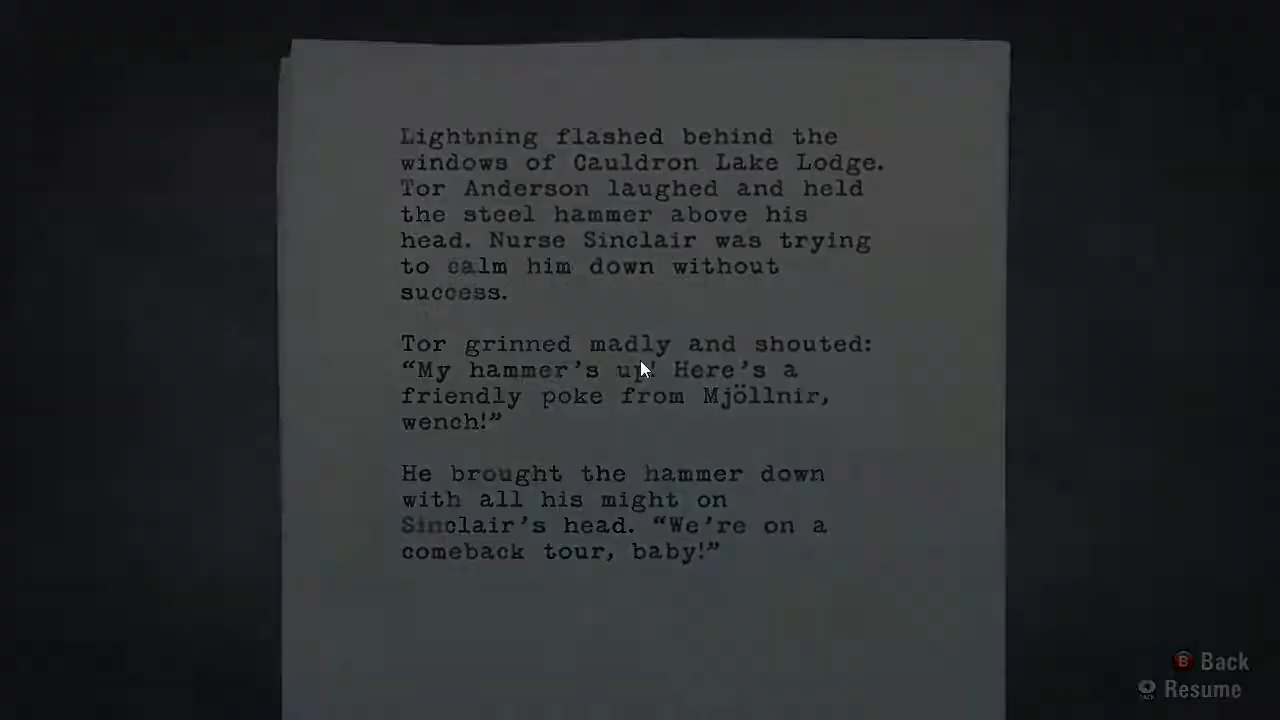 Lightning flashed behind the
windows of Cauldron Lake Lodge.
Tor Anderson laughed and held
the steel hammer above his
head. Nurse Sinclair was trying
to calm him down without
success.
Tor grinned madly and shouted:
“My hammer’s up! Here’s a
friendly poke from Mjöllnir,
wench!”
He brought the hammer down
with all his might on
Sinclair’s head. “We’re on a
comeback tour, baby!”
B Back
BACK Resume